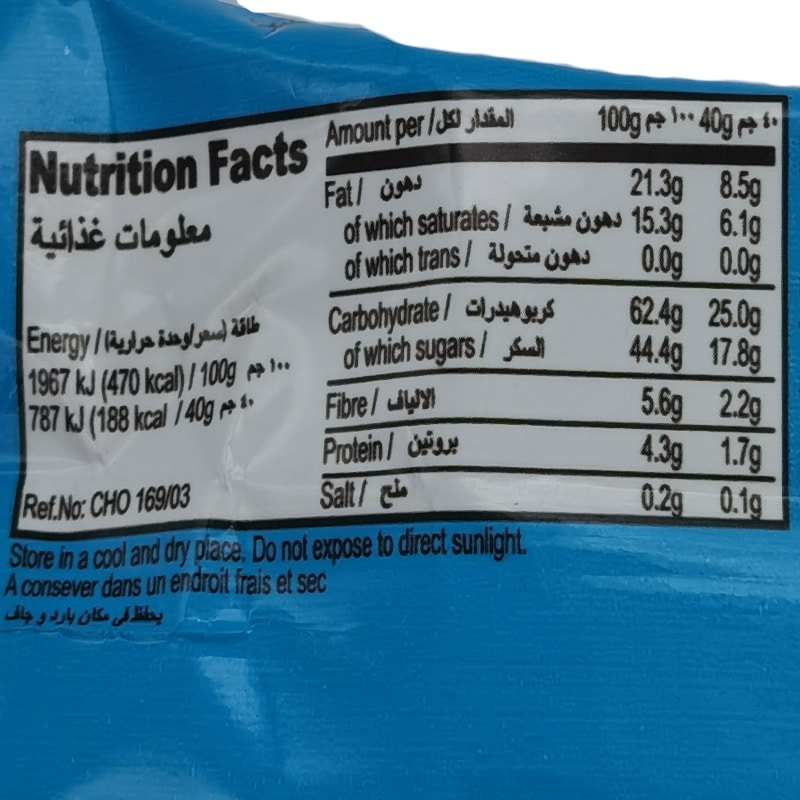 Nutrition Facts
معلومات غذائية
Energy / طاقة (سعر/وحدة حرارية)
1967 kJ (470 kcal) / 100g ١٠٠ جم
787 kJ (188 kcal / 40g ٤٠ جم
Ref.No: CHO 169/03
Amount per / المقدار لكل 100g ١٠٠ جم 40g ٤٠ جم
Fat / دهون 21.3g 8.5g
of which saturates / دهون مشبعة 15.3g 6.1g
of which trans / دهون متحولة 0.0g 0.0g
Carbohydrate / كربوهيدرات 62.4g 25.0g
of which sugars / السكر 44.4g 17.8g
Fibre / الالياف 5.6g 2.2g
Protein / بروتين 4.3g 1.7g
Salt / ملح 0.2g 0.1g
Store in a cool and dry place. Do not expose to direct sunlight.
A consever dans un endroit frais et sec
يحفظ في مكان بارد و جاف